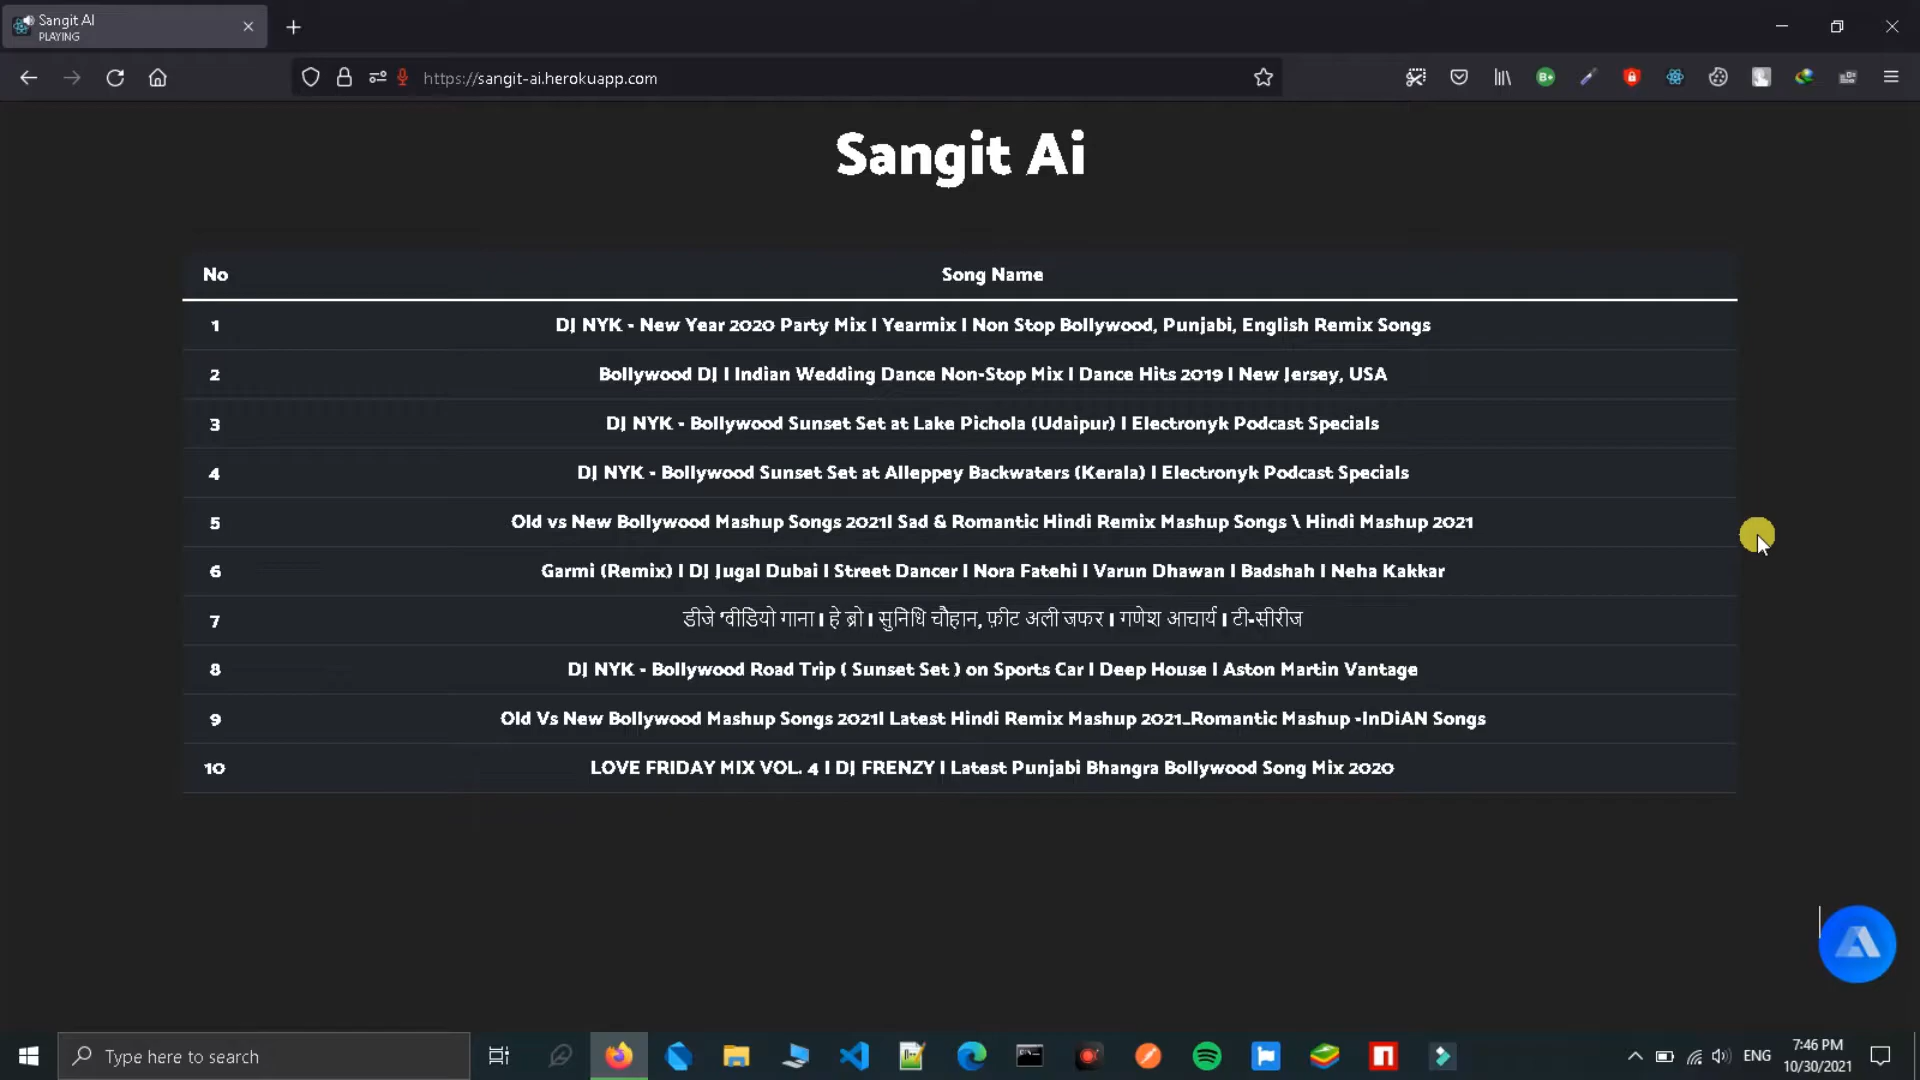 Sangit AI
PLAYING
https://sangit-ai.herokuapp.com
Sangit Ai
No Song Name
1 DJ NYK - New Year 2020 Party Mix | Yearmix | Non Stop Bollywood, Punjabi, English Remix Songs
2 Bollywood DJ | Indian Wedding Dance Non-Stop Mix | Dance Hits 2019 | New Jersey, USA
3 DJ NYK - Bollywood Sunset Set at Lake Pichola (Udaipur) | Electronyk Podcast Specials
4 DJ NYK - Bollywood Sunset Set at Alleppey Backwaters (Kerala) | Electronyk Podcast Specials
5 Old vs New Bollywood Mashup Songs 2021| Sad & Romantic Hindi Remix Mashup Songs \ Hindi Mashup 2021
6 Garmi (Remix) | DJ Jugal Dubai | Street Dancer | Nora Fatehi | Varun Dhawan | Badshah | Neha Kakkar
7 डीजे 'वीडियो गाना | हे ब्रो | सुनिधि चौहान, फ़ीट अली जफर | गणेश आचार्य | टी-सीरीज
8 DJ NYK - Bollywood Road Trip ( Sunset Set ) on Sports Car | Deep House | Aston Martin Vantage
9 Old Vs New Bollywood Mashup Songs 2021| Latest Hindi Remix Mashup 2021_Romantic Mashup -InDiAN Songs
10 LOVE FRIDAY MIX VOL. 4 | DJ FRENZY | Latest Punjabi Bhangra Bollywood Song Mix 2020
Type here to search
ENG
7:46 PM
10/30/2021